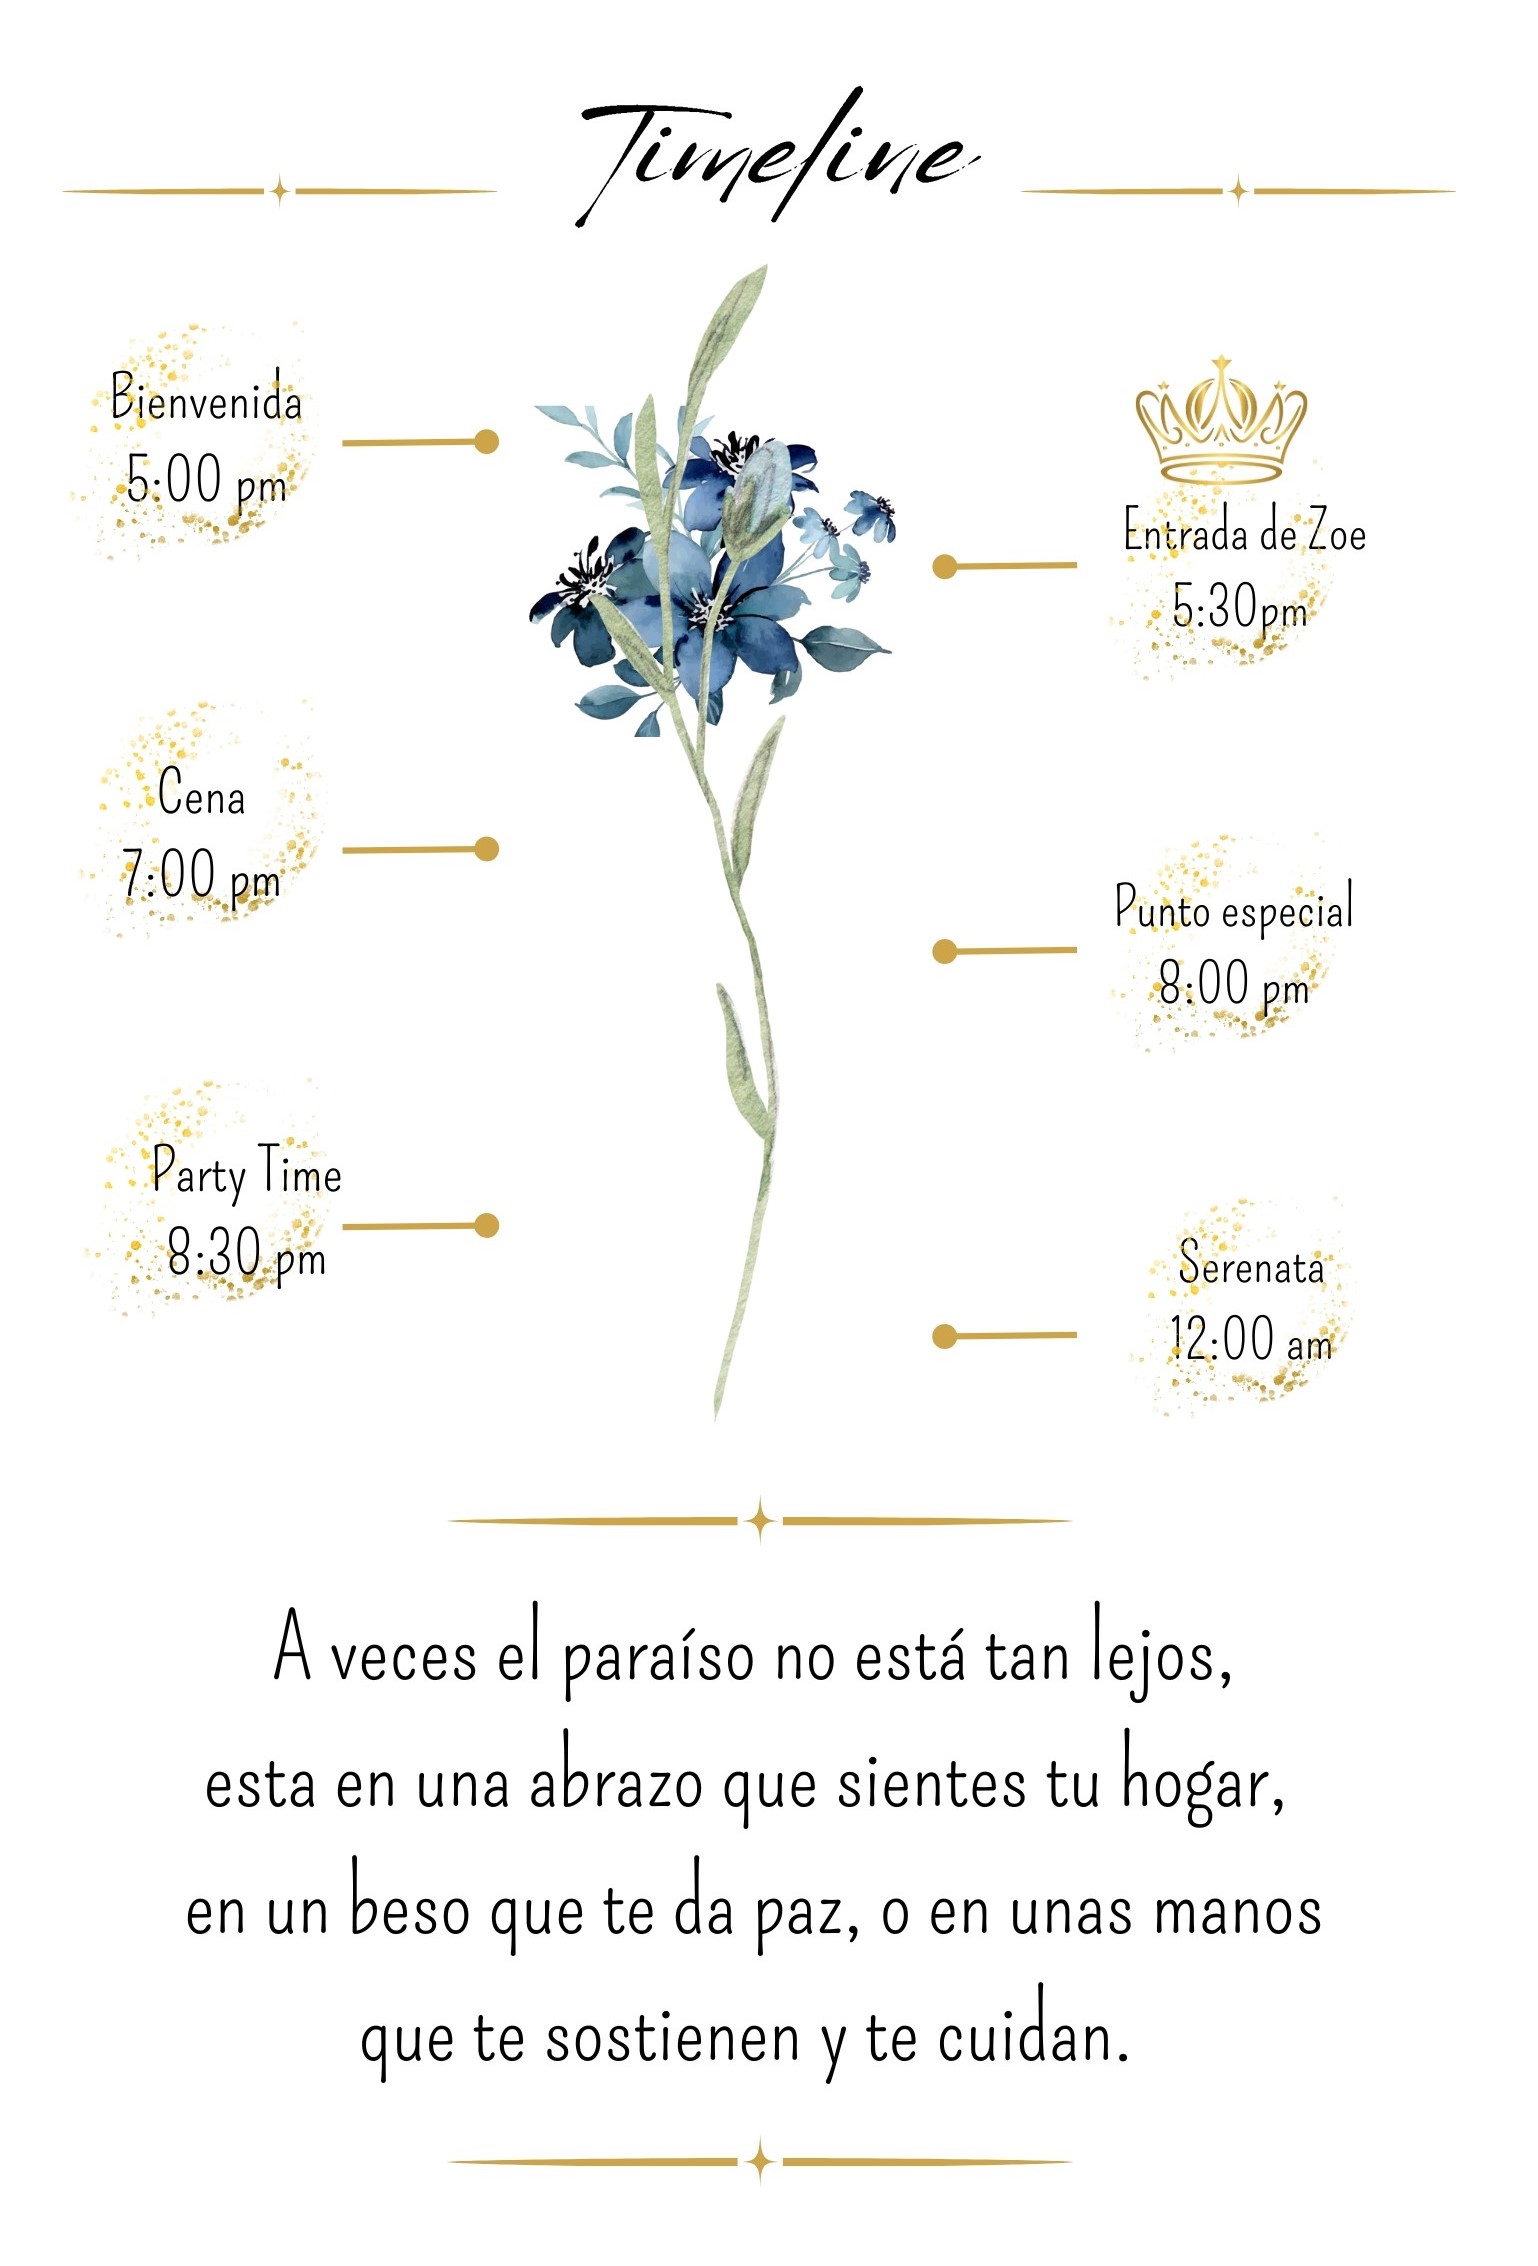 Timeline
Bienvenida
5:00 pm
Entrada de Zoe
5:30pm
Cena
7:00 pm
Punto especial
8:00 pm
Party Time
8:30 pm
Serenata
12:00 am
A veces el paraíso no está tan lejos,
esta en una abrazo que sientes tu hogar,
en un beso que te da paz, o en unas manos
que te sostienen y te cuidan.